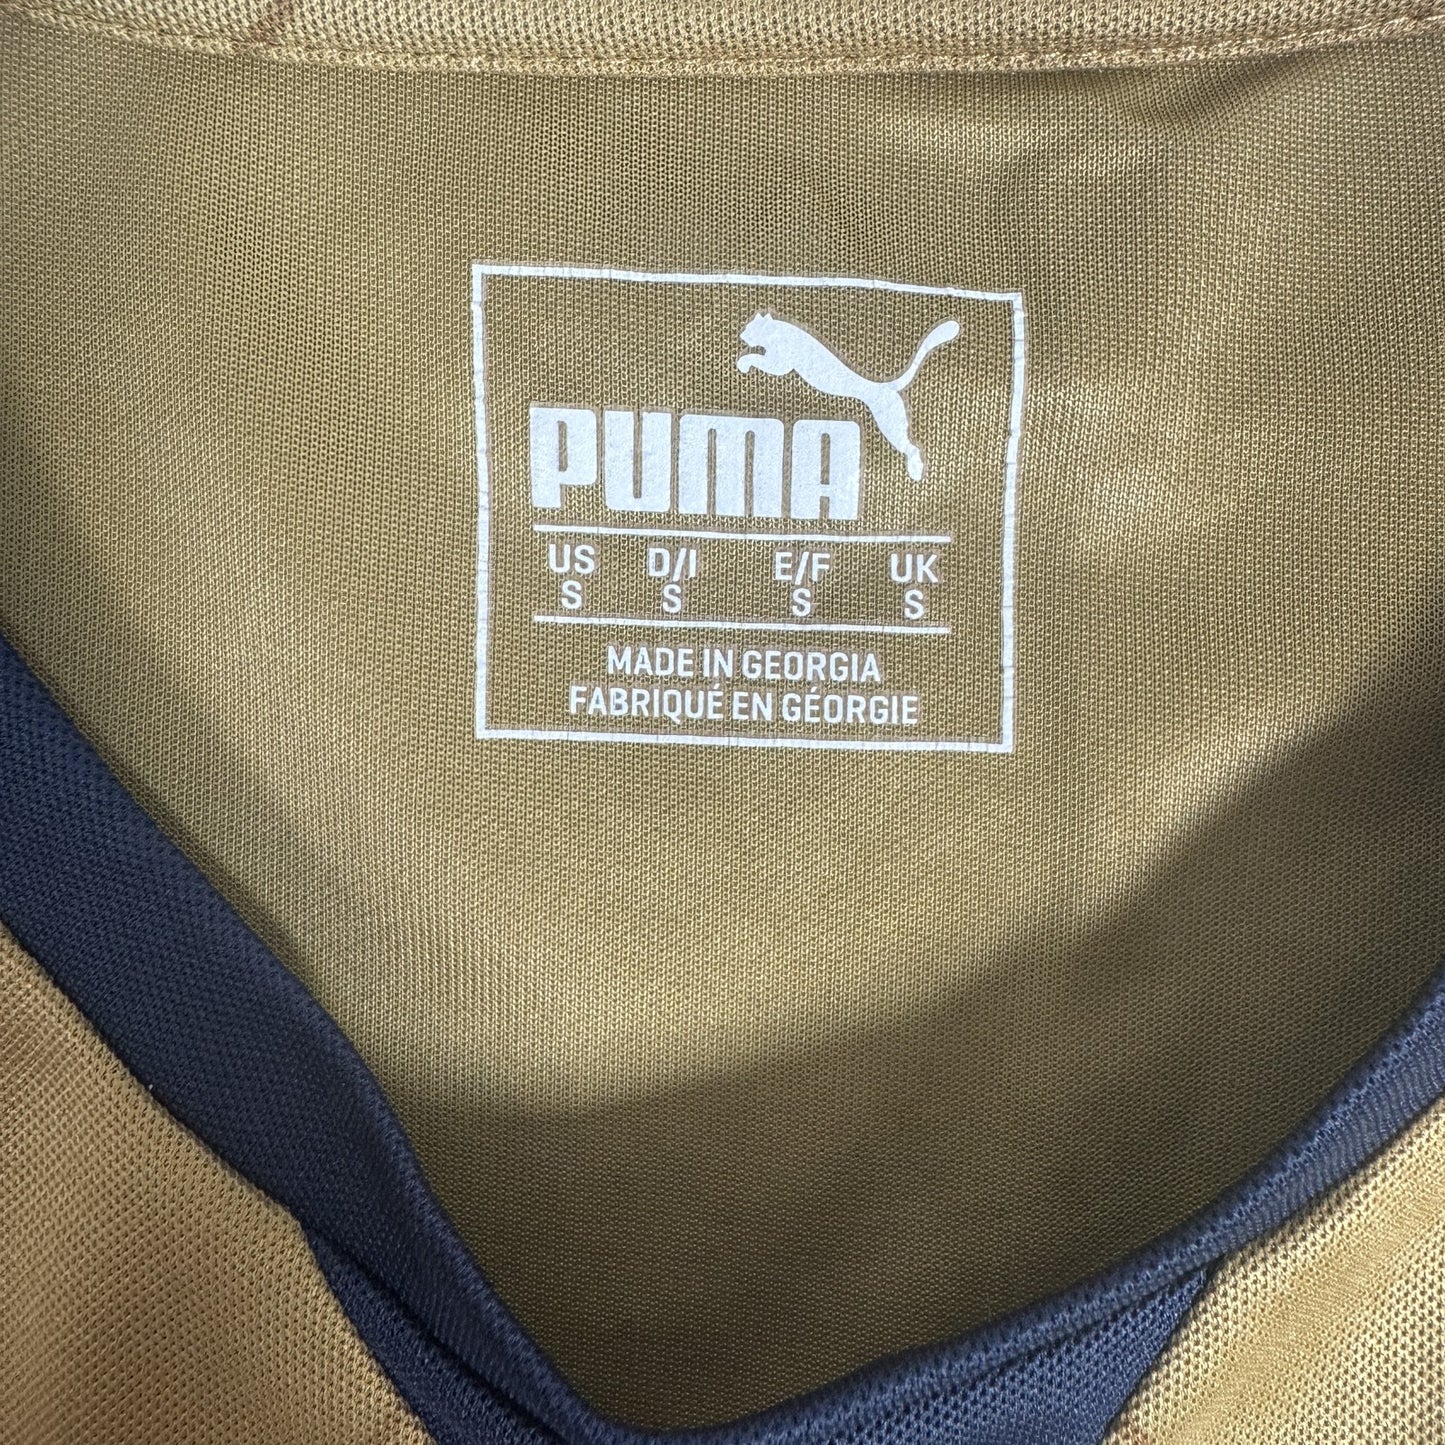 PUMA
US D/I E/F UK
S S S S
MADE IN GEORGIA
FABRIQUÉ EN GÉORGIE